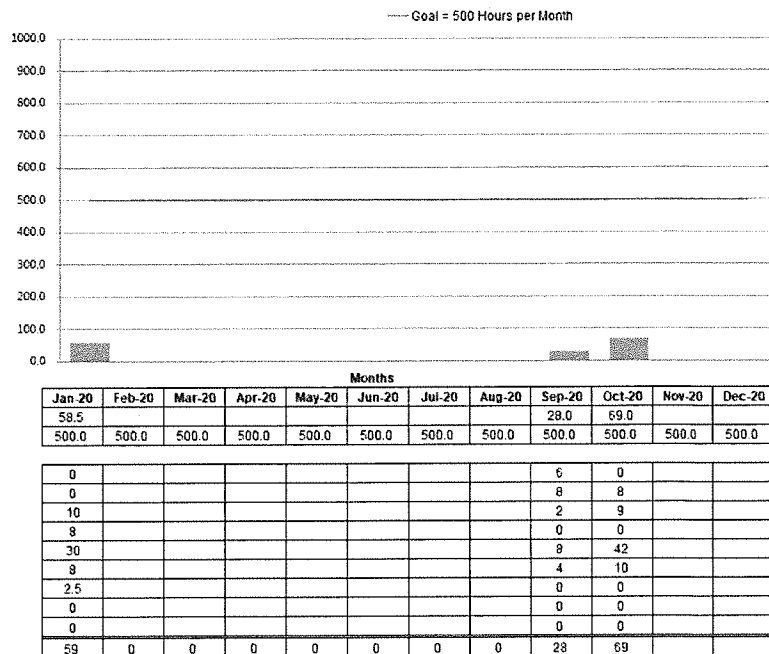 Goal = 500 Hours per Month
1000.0
900.0
800.0
700.0
600.0
500.0
400.0
300.0
200.0
100.0
0.0
Months
Jan-20 Feb-20 Mar-20 Apr-20 May-20 Jun-20 Jul-20 Aug-20 Sep-20 Oct-20 Nov-20 Dec-20
58.5 28.0 69.0
500.0 500.0 500.0 500.0 500.0 500.0 500.0 500.0 500.0 500.0 500.0 500.0
0 6 0
0 8 8
10 2 9
8 0 0
30 8 42
8 4 10
2.5 0 0
0 0 0
0 0 0
59 0 0 0 0 0 0 0 28 69